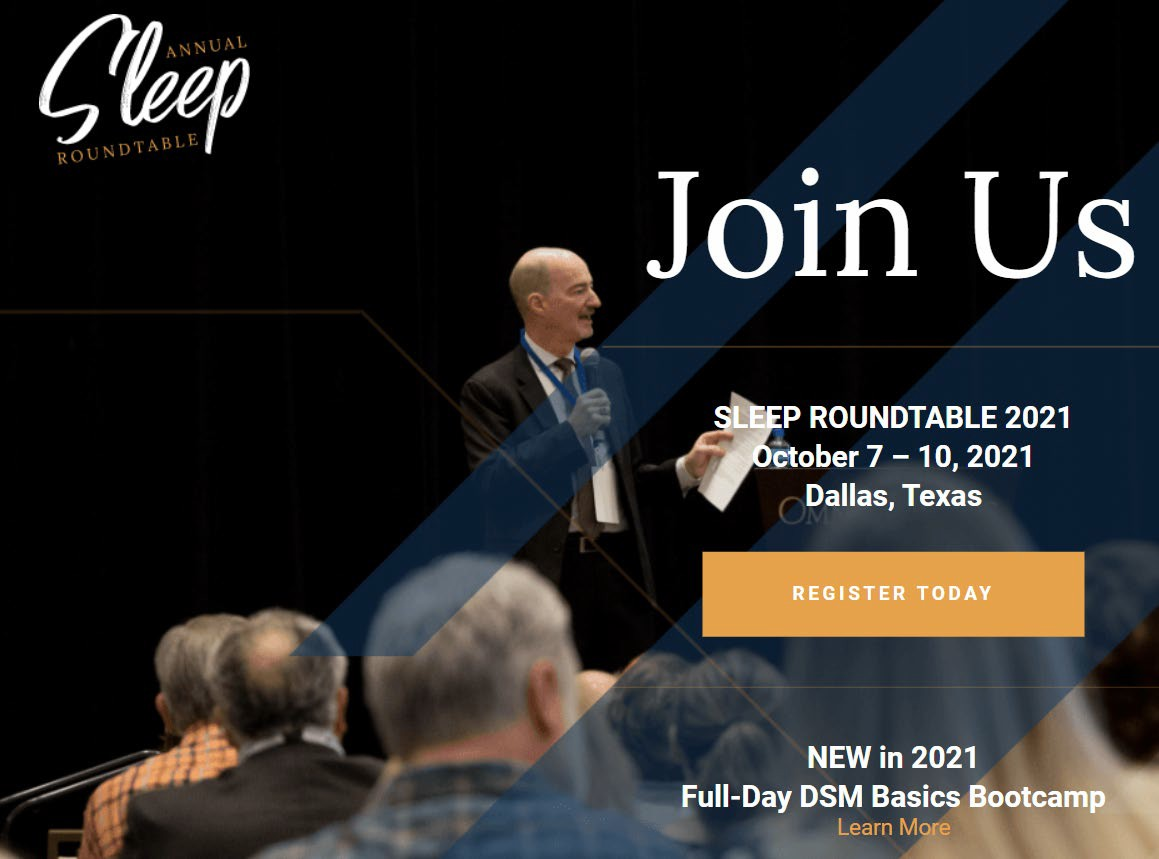 ANNUAL
Sleep
ROUNDTABLE
Join Us
SLEEP ROUNDTABLE 2021
October 7 – 10, 2021
Dallas, Texas
REGISTER TODAY
NEW in 2021
Full-Day DSM Basics Bootcamp
Learn More